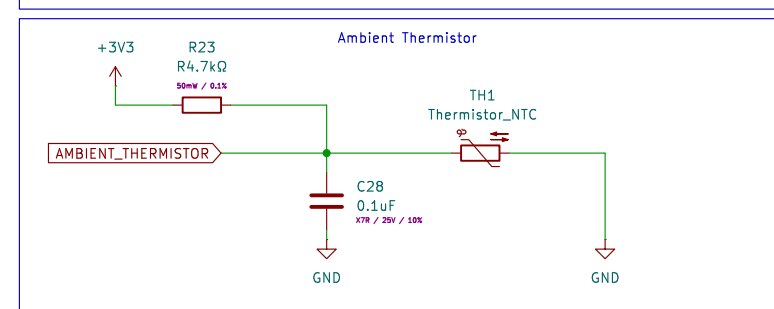 Ambient Thermistor
+3V3
R23
R4.7kΩ
50mW / 0.1%
TH1
Thermistor_NTC
θ
AMBIENT_THERMISTOR
C28
0.1uF
X7R / 25V / 10%
GND
GND